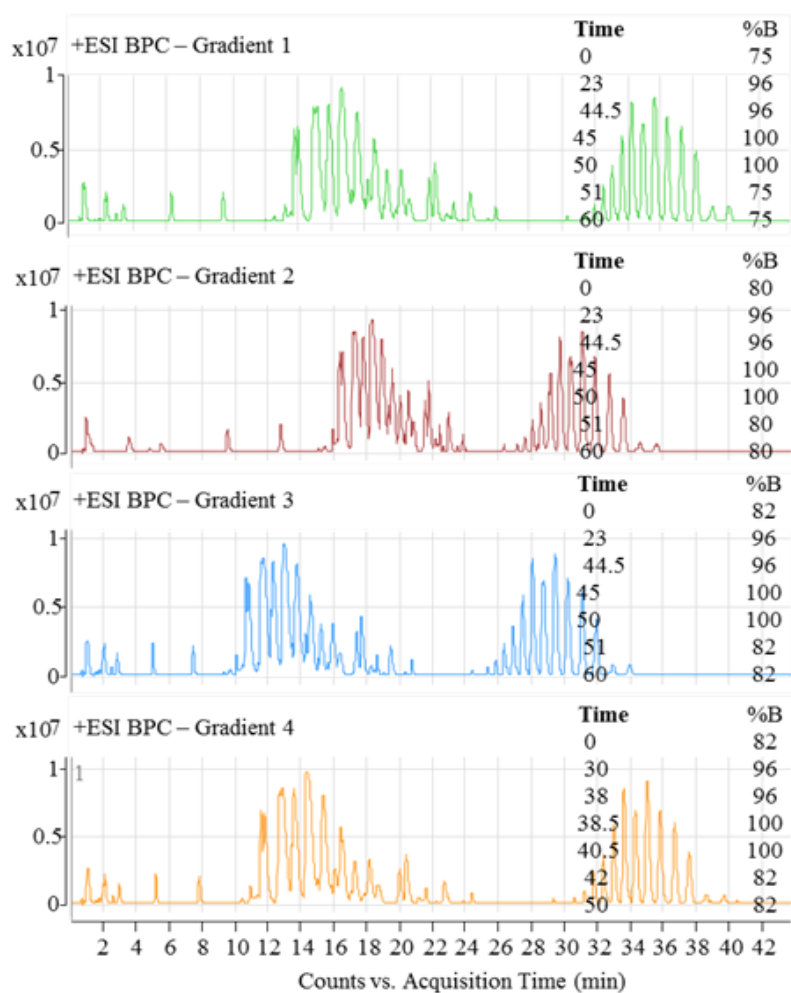 +ESI BPC – Gradient 1 Time %B
x10⁷ 0 75
1 23 96
44.5 96
0.5 45 100
50 100
51 75
0 60 75
+ESI BPC – Gradient 2 Time %B
x10⁷ 0 80
1 23 96
44.5 96
0.5 45 100
50 100
51 80
0 60 80
+ESI BPC – Gradient 3 Time %B
x10⁷ 0 82
1 23 96
44.5 96
0.5 45 100
50 100
51 82
0 60 82
+ESI BPC – Gradient 4 Time %B
x10⁷ 0 82
1 1 30 96
38 96
0.5 38.5 100
40.5 100
42 82
0 50 82
2 4 6 8 10 12 14 16 18 20 22 24 26 28 30 32 34 36 38 40 42
Counts vs. Acquisition Time (min)